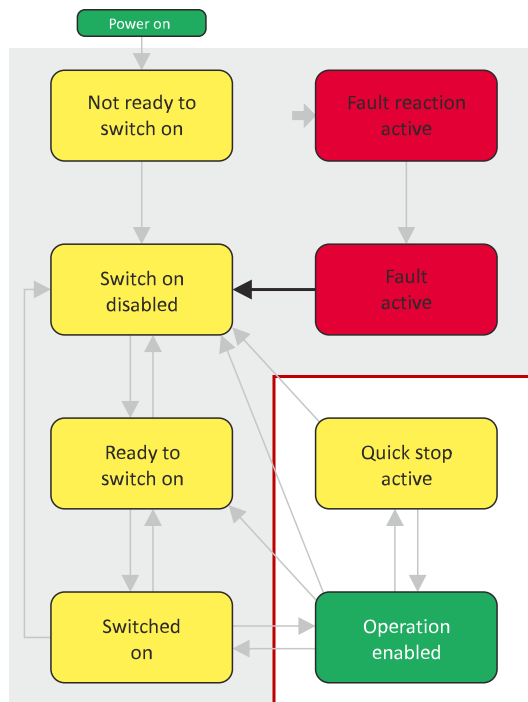 Power on
Not ready to
switch on
Fault reaction
active
Switch on
disabled
Fault
active
Ready to
switch on
Quick stop
active
Switched
on
Operation
enabled